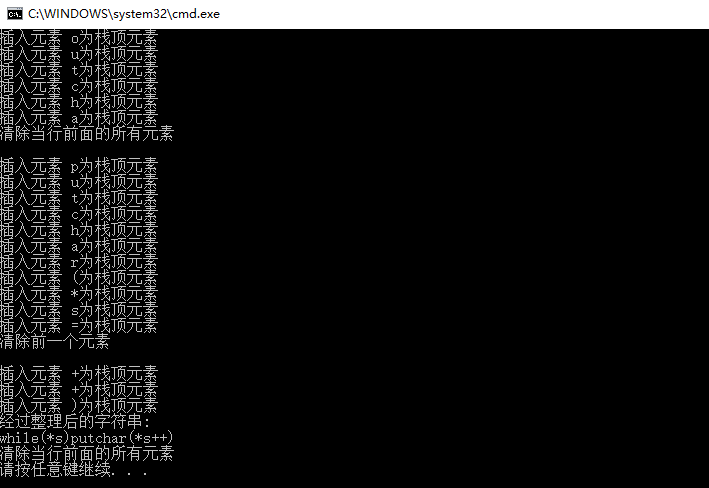 C:\WINDOWS\system32\cmd.exe
插入元素 o为栈顶元素
插入元素 u为栈顶元素
插入元素 t为栈顶元素
插入元素 c为栈顶元素
插入元素 h为栈顶元素
插入元素 a为栈顶元素
清除当行前面的所有元素
插入元素 p为栈顶元素
插入元素 u为栈顶元素
插入元素 t为栈顶元素
插入元素 c为栈顶元素
插入元素 h为栈顶元素
插入元素 a为栈顶元素
插入元素 r为栈顶元素
插入元素 (为栈顶元素
插入元素 *为栈顶元素
插入元素 s为栈顶元素
插入元素 =为栈顶元素
清除前一个元素
插入元素 +为栈顶元素
插入元素 +为栈顶元素
插入元素 )为栈顶元素
经过整理后的字符串:
while(*s)putchar(*s++)
清除当行前面的所有元素
请按任意键继续. . .